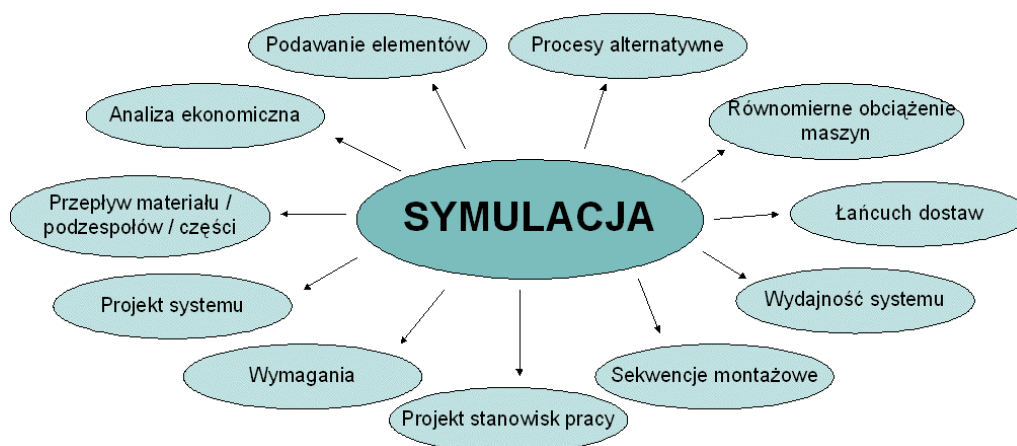 Podawanie elementów
Procesy alternatywne
Analiza ekonomiczna
Równomierne obciążenie
maszyn
SYMULACJA
Przepływ materiału /
podzespołów / części
Łańcuch dostaw
Projekt systemu
Wydajność systemu
Wymagania
Sekwencje montażowe
Projekt stanowisk pracy